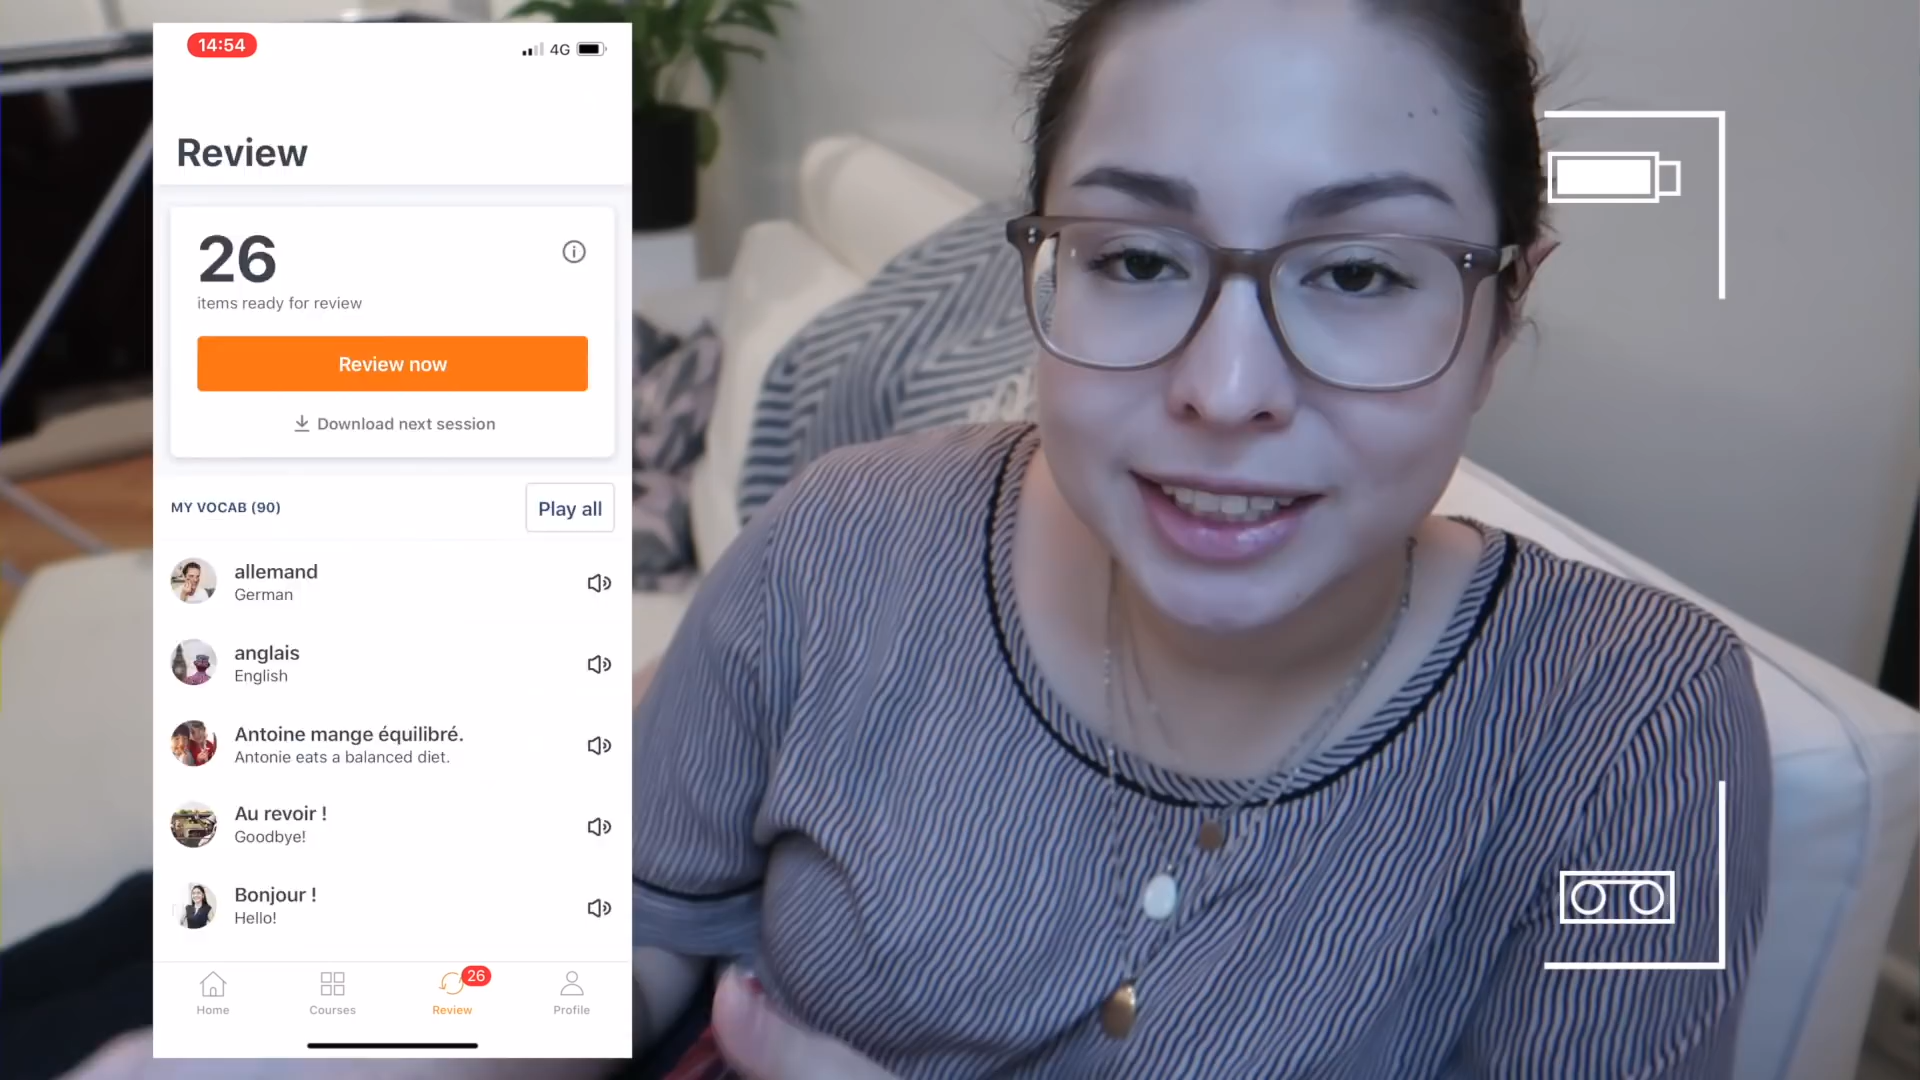 14:54
4G
Review
26
items ready for review
Review now
Download next session
MY VOCAB (90)
Play all
allemand
German
anglais
English
Antoine mange équilibré.
Antonie eats a balanced diet.
Au revoir !
Goodbye!
Bonjour !
Hello!
26
Home
Courses
Review
Profile